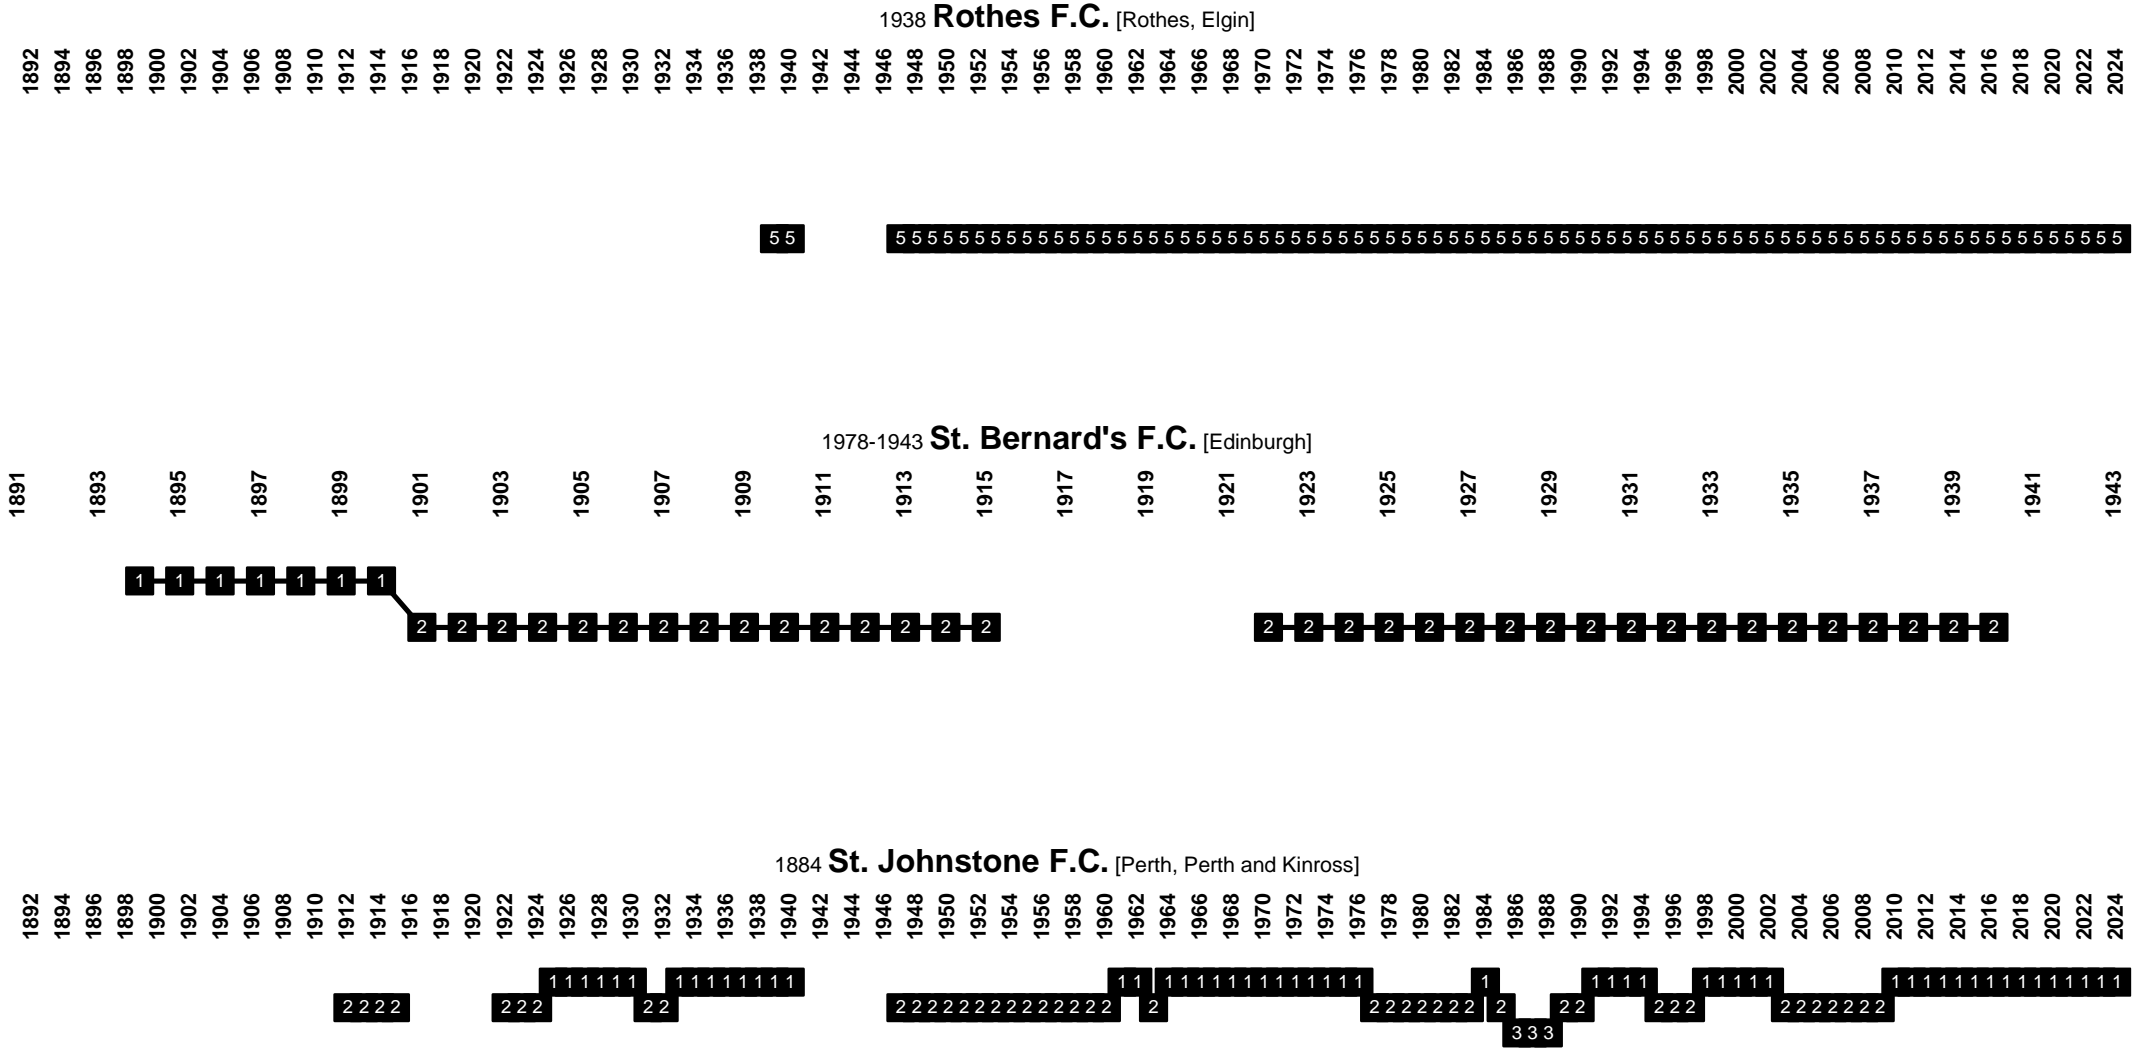 1938 Rothes F.C. [Rothes, Elgin]
1892 1894 1896 1898 1900 1902 1904 1906 1908 1910 1912 1914 1916 1918 1920 1922 1924 1926 1928 1930 1932 1934 1936 1938 1940 1942 1944 1946 1948 1950 1952 1954 1956 1958 1960 1962 1964 1966 1968 1970 1972 1974 1976 1978 1980 1982 1984 1986 1988 1990 1992 1994 1996 1998 2000 2002 2004 2006 2008 2010 2012 2014 2016 2018 2020 2022 2024
5 5 5 5 5 5 5 5 5 5 5 5 5 5 5 5 5 5 5 5 5 5 5 5 5 5 5 5 5 5 5 5 5 5 5 5 5 5 5 5 5 5 5 5 5 5 5 5 5 5 5 5 5 5 5 5 5 5 5 5 5 5 5 5 5 5 5 5 5 5 5 5 5 5 5 5 5 5 5 5
1978-1943 St. Bernard's F.C. [Edinburgh]
1891 1893 1895 1897 1899 1901 1903 1905 1907 1909 1911 1913 1915 1917 1919 1921 1923 1925 1927 1929 1931 1933 1935 1937 1939 1941 1943
1 1 1 1 1 1 1
2 2 2 2 2 2 2 2 2 2 2 2 2 2 2 2 2 2 2 2 2 2 2 2 2 2 2 2 2 2 2 2 2 2
1884 St. Johnstone F.C. [Perth, Perth and Kinross]
1892 1894 1896 1898 1900 1902 1904 1906 1908 1910 1912 1914 1916 1918 1920 1922 1924 1926 1928 1930 1932 1934 1936 1938 1940 1942 1944 1946 1948 1950 1952 1954 1956 1958 1960 1962 1964 1966 1968 1970 1972 1974 1976 1978 1980 1982 1984 1986 1988 1990 1992 1994 1996 1998 2000 2002 2004 2006 2008 2010 2012 2014 2016 2018 2020 2022 2024
1 1 1 1 1 1 1 1 1 1 1 1 1 1 1 1 1 1 1 1 1 1 1 1 1 1 1 1 1 1 1 1 1 1 1 1 1 1 1 1 1 1 1 1 1 1 1 1 1 1 1 1 1 1
2 2 2 2 2 2 2 2 2 2 2 2 2 2 2 2 2 2 2 2 2 2 2 2 2 2 2 2 2 2 2 2 2 2 2 2 2 2 2 2 2 2 2 2
3 3 3